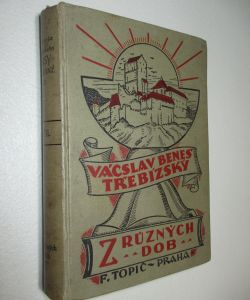 VÁCSLAV BENEŠ
TŘEBÍZSKÝ
Z RŮZNÝCH
DOB
F. TOPIČ - PRAHA